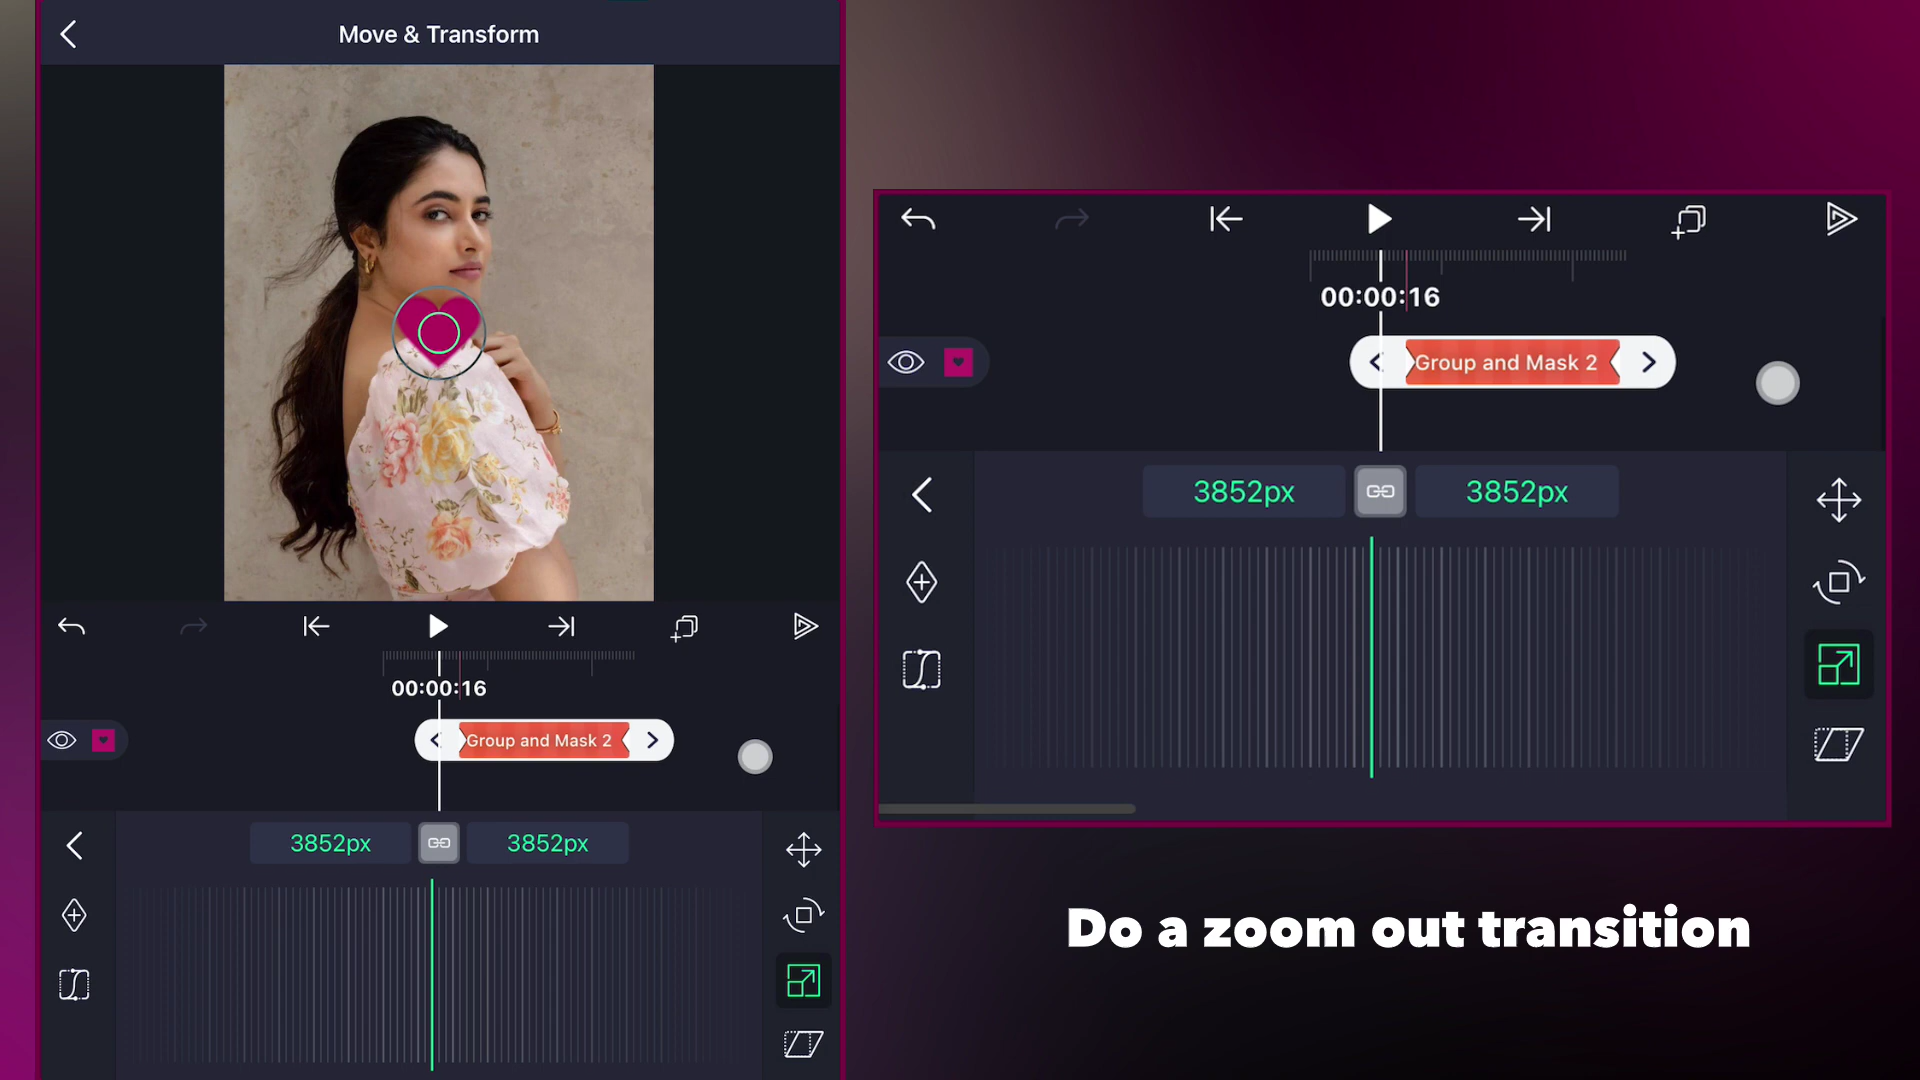 Move & Transform
00:00:16
Group and Mask 2
3852px
3852px
00:00:16
Group and Mask 2
3852px
3852px
Do a zoom out transition